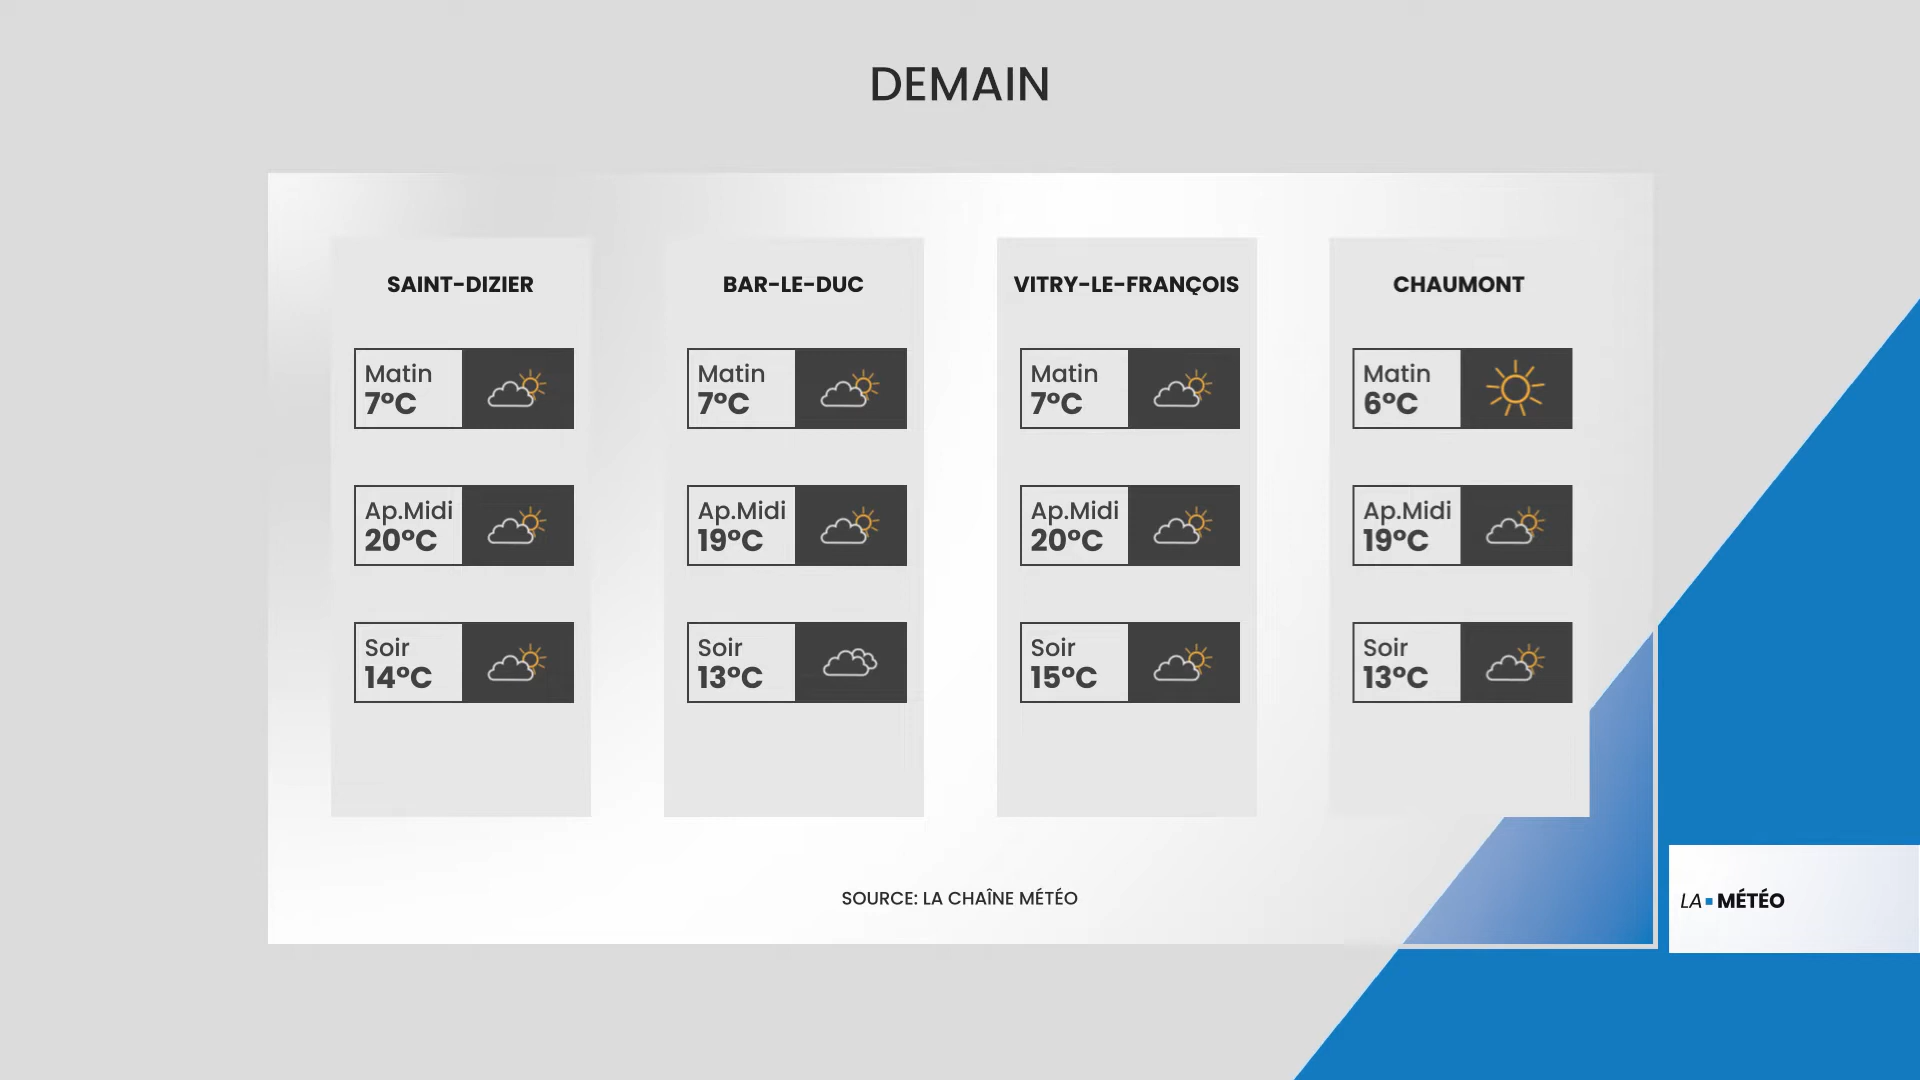 DEMAIN
SAINT-DIZIER
Matin
7°C
Ap.Midi
20°C
Soir
14°C
BAR-LE-DUC
Matin
7°C
Ap.Midi
19°C
Soir
13°C
VITRY-LE-FRANÇOIS
Matin
7°C
Ap.Midi
20°C
Soir
15°C
CHAUMONT
Matin
6°C
Ap.Midi
19°C
Soir
13°C
SOURCE: LA CHAÎNE MÉTÉO
LA MÉTÉO